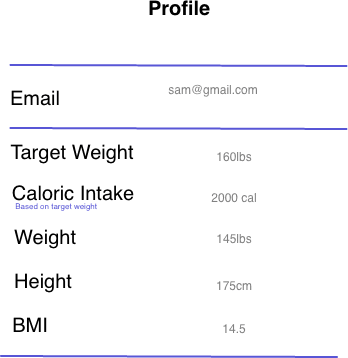 Profile
Email sam@gmail.com
Target Weight 160lbs
Caloric Intake 2000 cal
Based on target weight
Weight 145lbs
Height 175cm
BMI 14.5